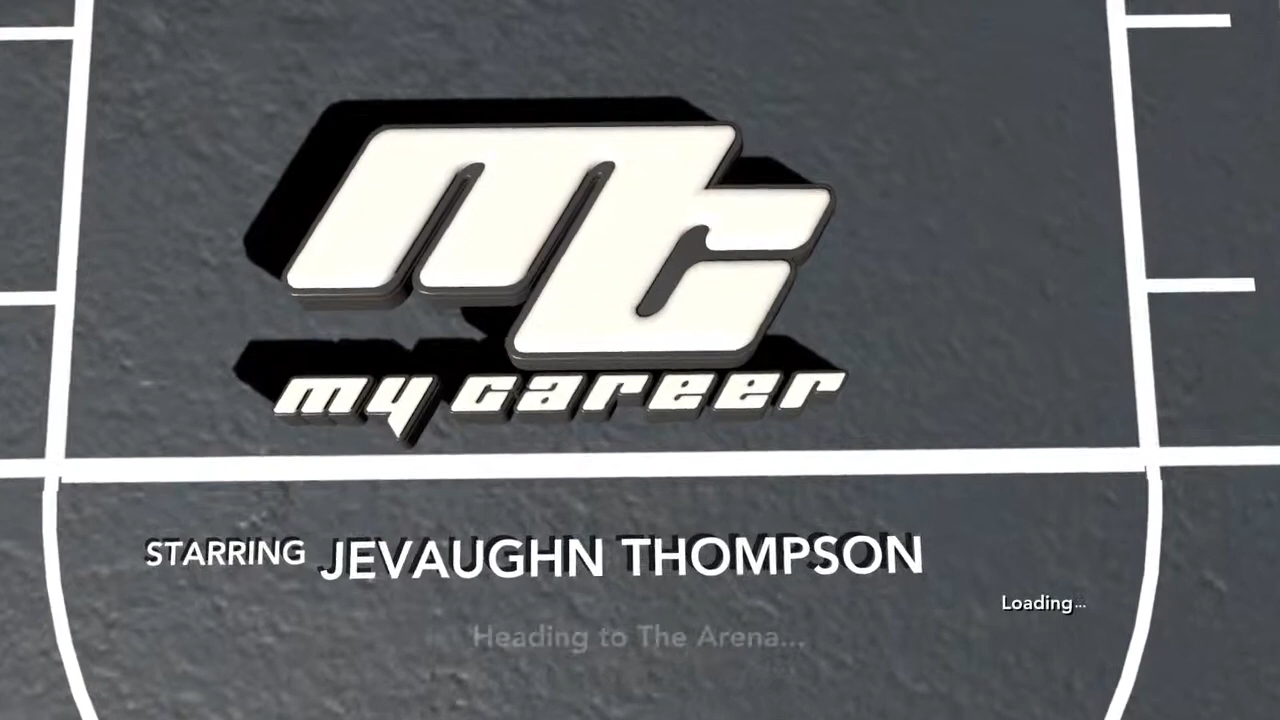 MC
my career
STARRING JEVAUGHN THOMPSON
Loading...
Heading to The Arena...